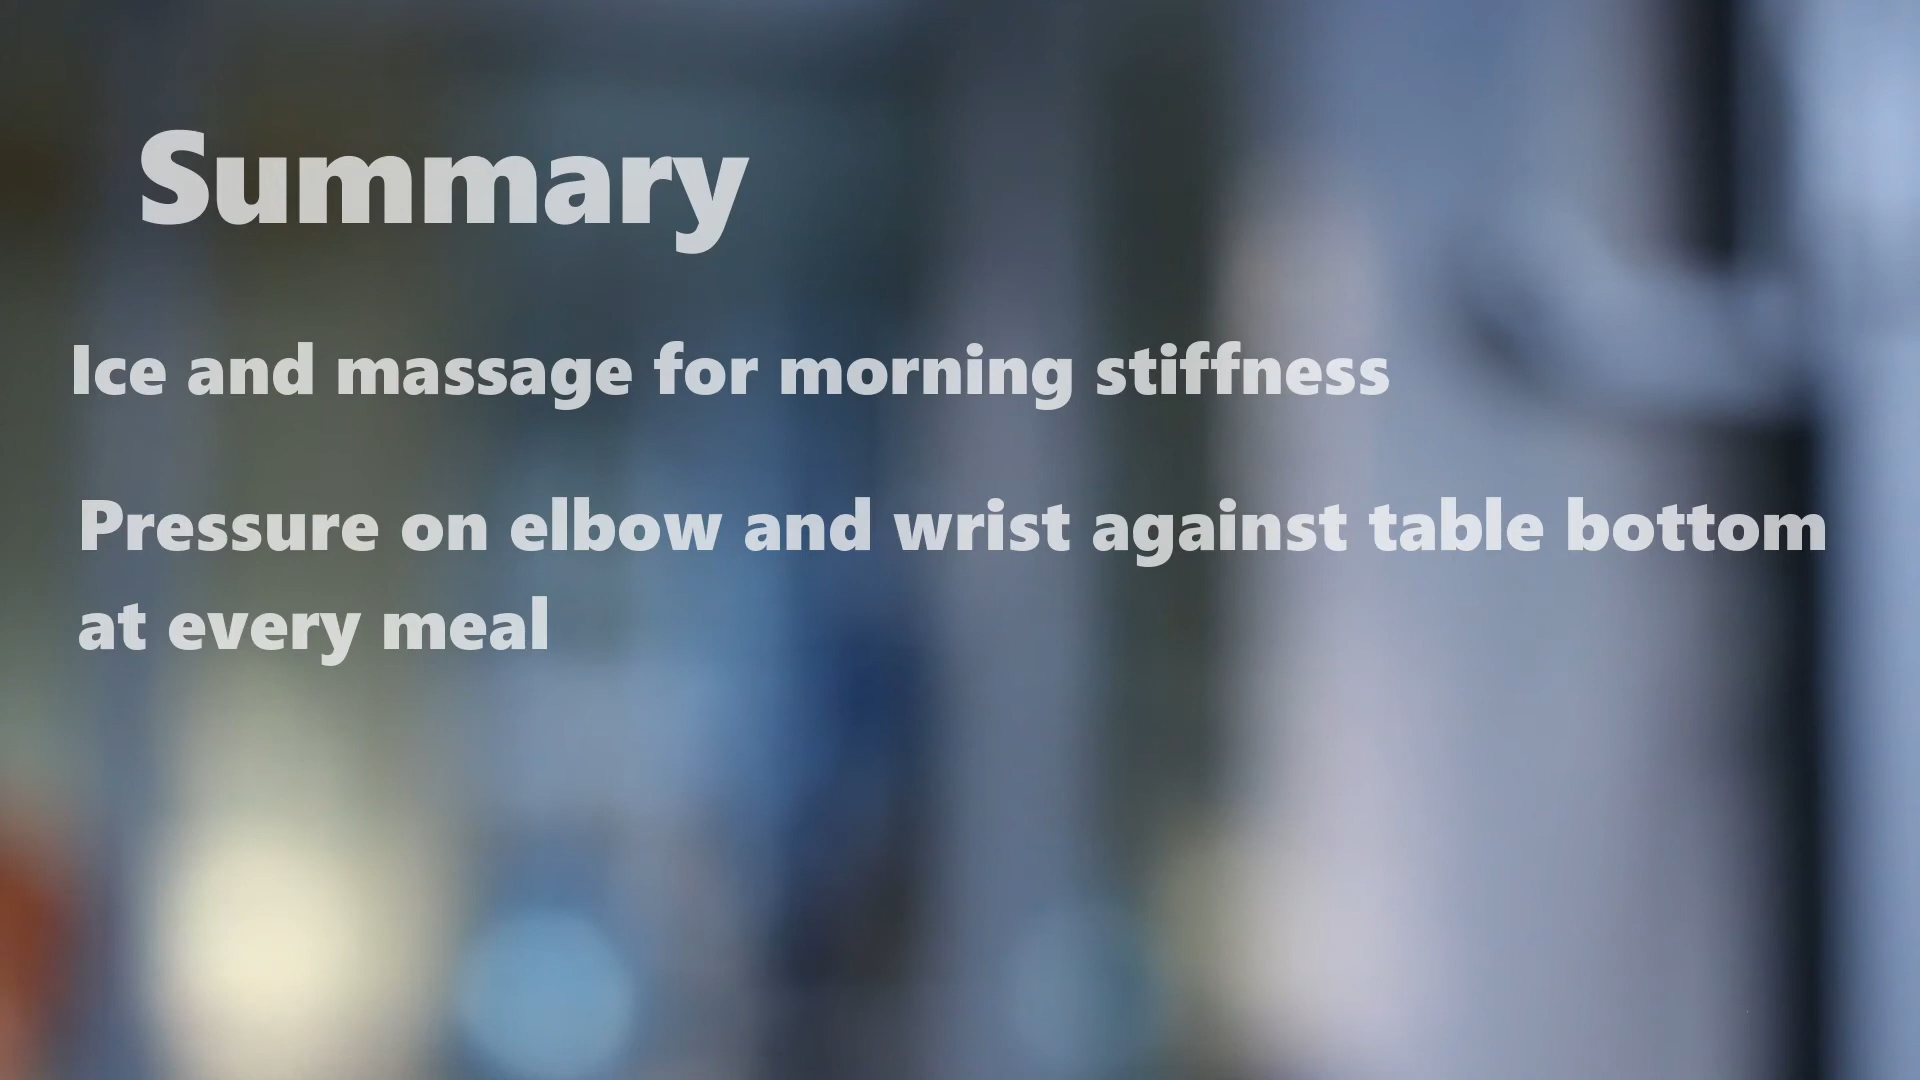 Summary
Ice and massage for morning stiffness
Pressure on elbow and wrist against table bottom
at every meal